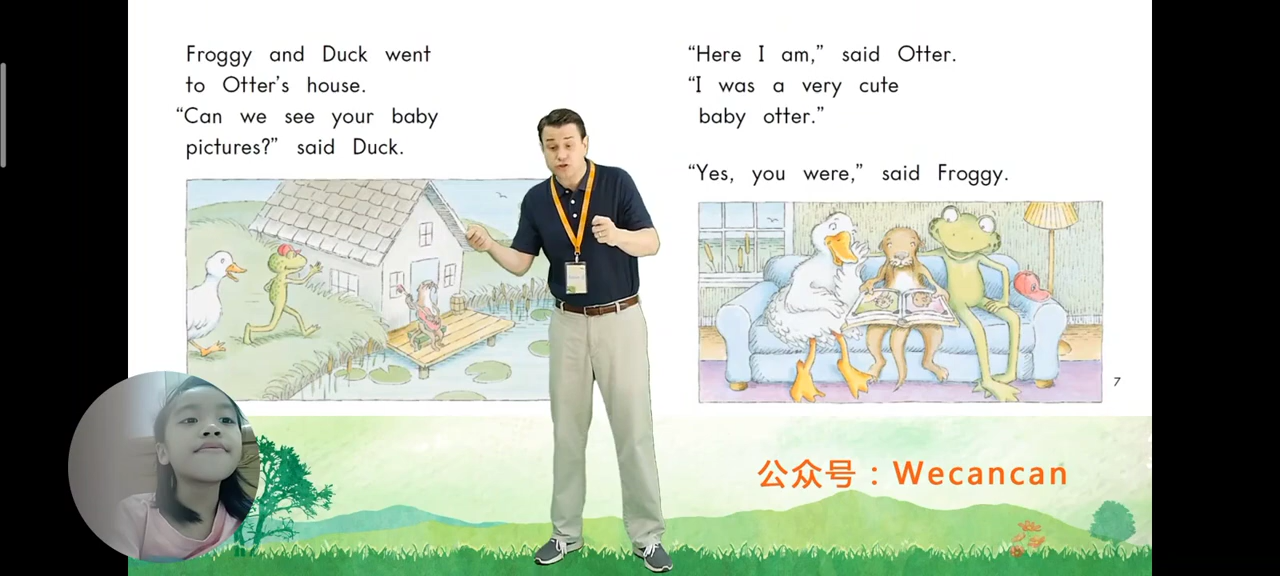 Froggy and Duck went
to Otter's house.
“Can we see your baby
pictures?” said Duck.
“Here I am,” said Otter.
“I was a very cute
baby otter.”
“Yes, you were,” said Froggy.
7
公众号：Wecancan